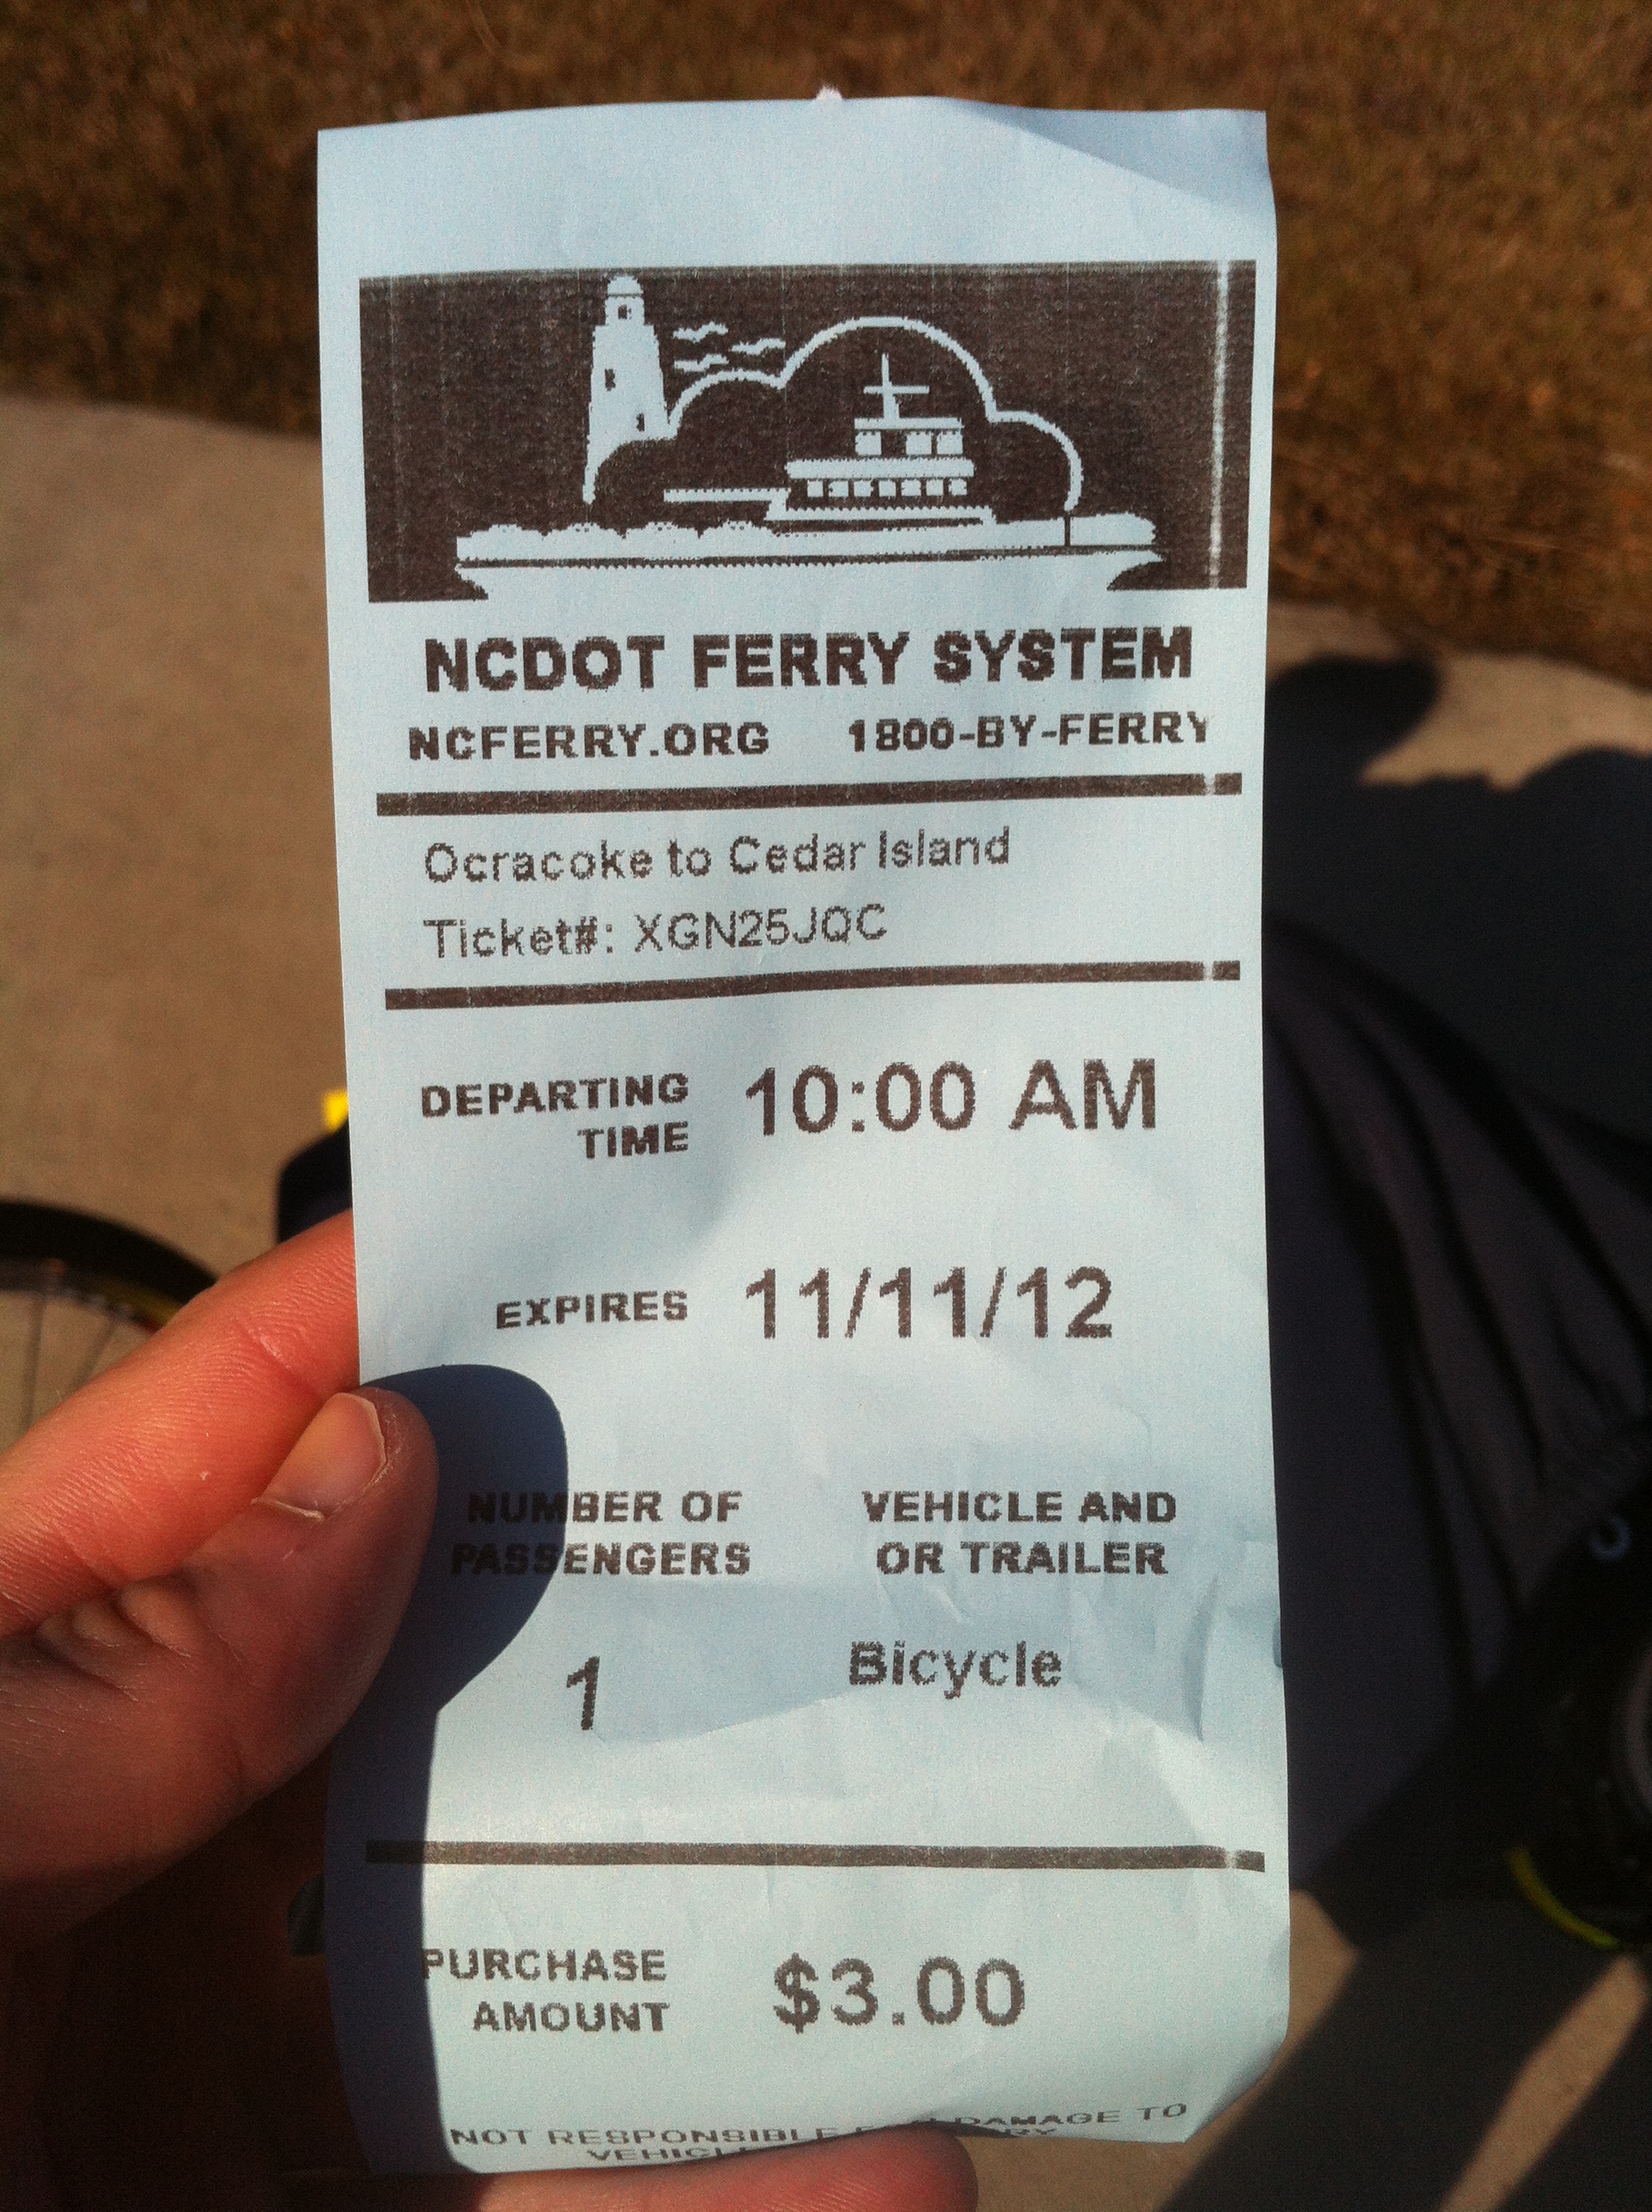 NCDOT FERRY SYSTEM
NCFERRY.ORG 1800-BY-FERRY
Ocracoke to Cedar Island
Ticket#: XGN25JQC
DEPARTING TIME 10:00 AM
EXPIRES 11/11/12
NUMBER OF PASSENGERS
VEHICLE AND OR TRAILER
1 Bicycle
PURCHASE AMOUNT $3.00
NOT RESPONSIBLE DAMAGE TO